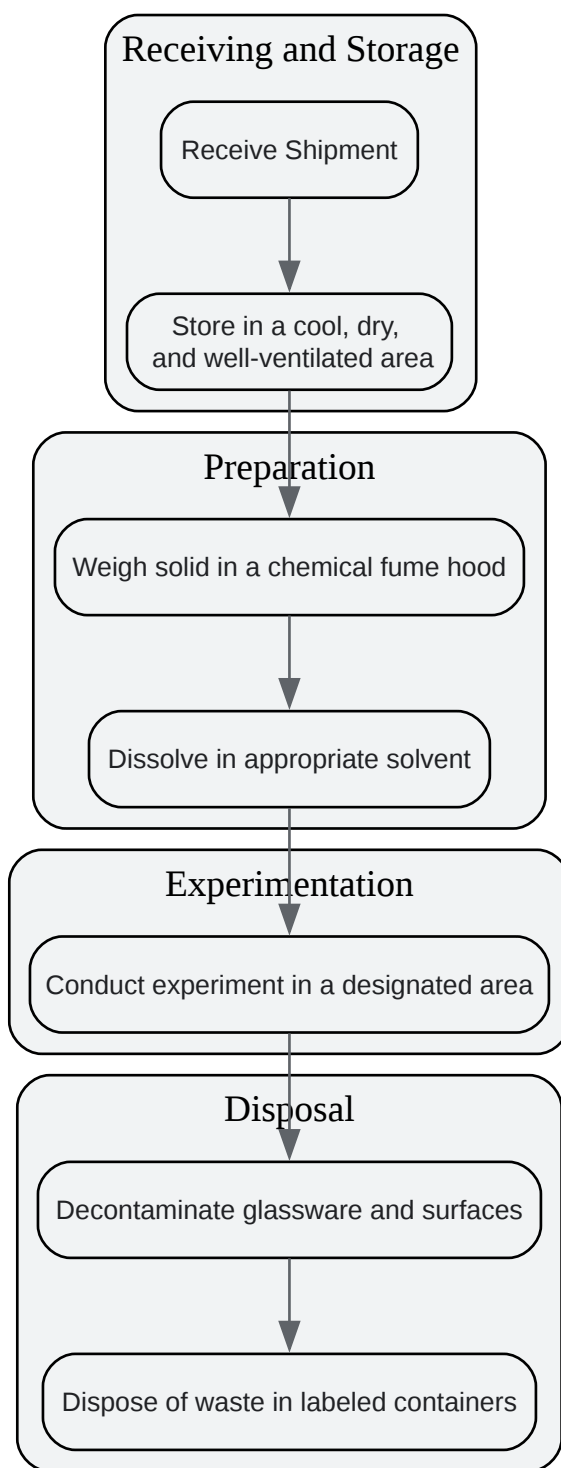 Receiving and Storage
Receive Shipment
Store in a cool, dry,
and well-ventilated area
Preparation
Weigh solid in a chemical fume hood
Dissolve in appropriate solvent
Experimentation
Conduct experiment in a designated area
Disposal
Decontaminate glassware and surfaces
Dispose of waste in labeled containers